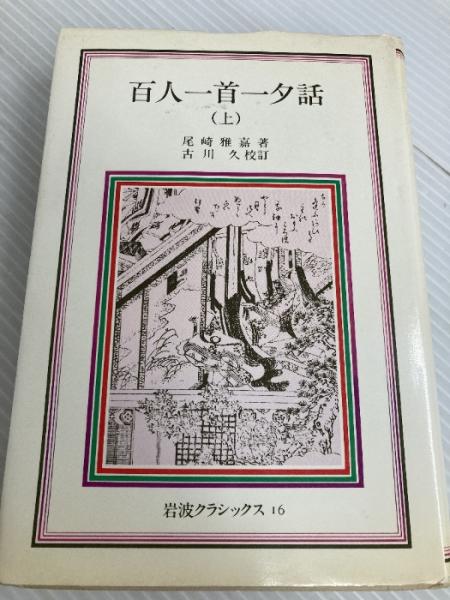 百人一首一夕話
（上）
尾崎雅嘉著
古川久校訂
岩波クラシックス 16